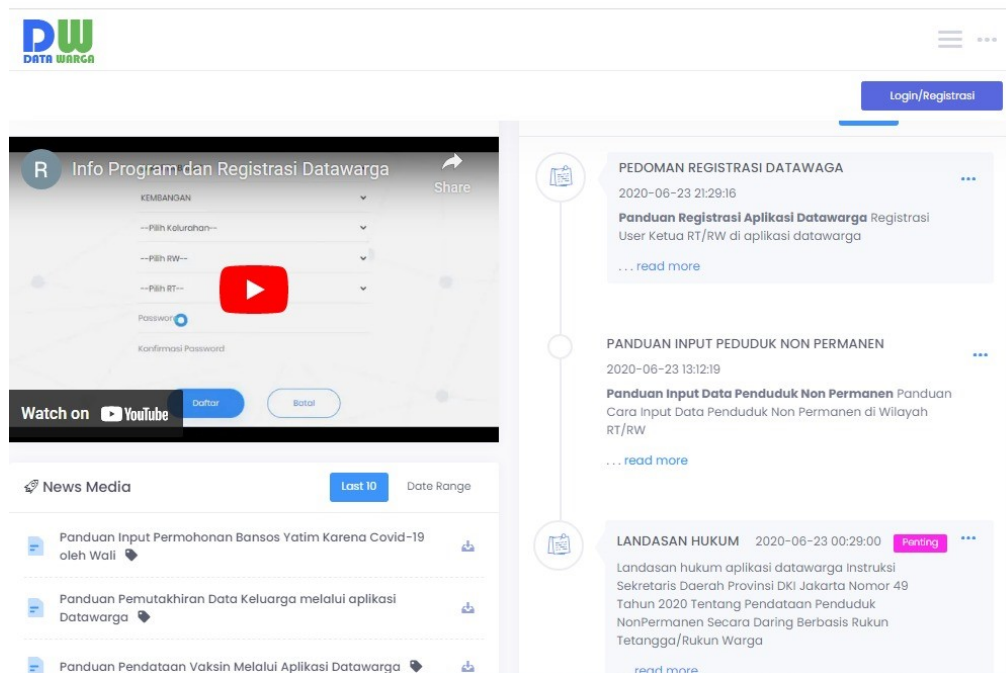 DW
DATA WARGA
Login/Registrasi
R
Info Program dan Registrasi Datawarga
Share
KEMBANGAN
--Pilih Kelurahan--
--Pilih RW--
--Pilih RT--
Password
Konfirmasi Password
Daftar
Batal
Watch on YouTube
News Media
Last 10
Date Range
Panduan Input Permohonan Bansos Yatim Karena Covid-19
oleh Wali
Panduan Pemutakhiran Data Keluarga melalui aplikasi
Datawarga
Panduan Pendataan Vaksin Melalui Aplikasi Datawarga
PEDOMAN REGISTRASI DATAWAGA
2020-06-23 21:29:16
Panduan Registrasi Aplikasi Datawarga Registrasi
User Ketua RT/RW di aplikasi datawarga
. . . read more
PANDUAN INPUT PEDUDUK NON PERMANEN
2020-06-23 13:12:19
Panduan Input Data Penduduk Non Permanen Panduan
Cara Input Data Penduduk Non Permanen di Wilayah
RT/RW
. . . read more
LANDASAN HUKUM 2020-06-23 00:29:00 Penting
Landasan hukum aplikasi datawarga Instruksi
Sekretaris Daerah Provinsi DKI Jakarta Nomor 49
Tahun 2020 Tentang Pendataan Penduduk
NonPermanen Secara Daring Berbasis Rukun
Tetangga/Rukun Warga
. . . read more